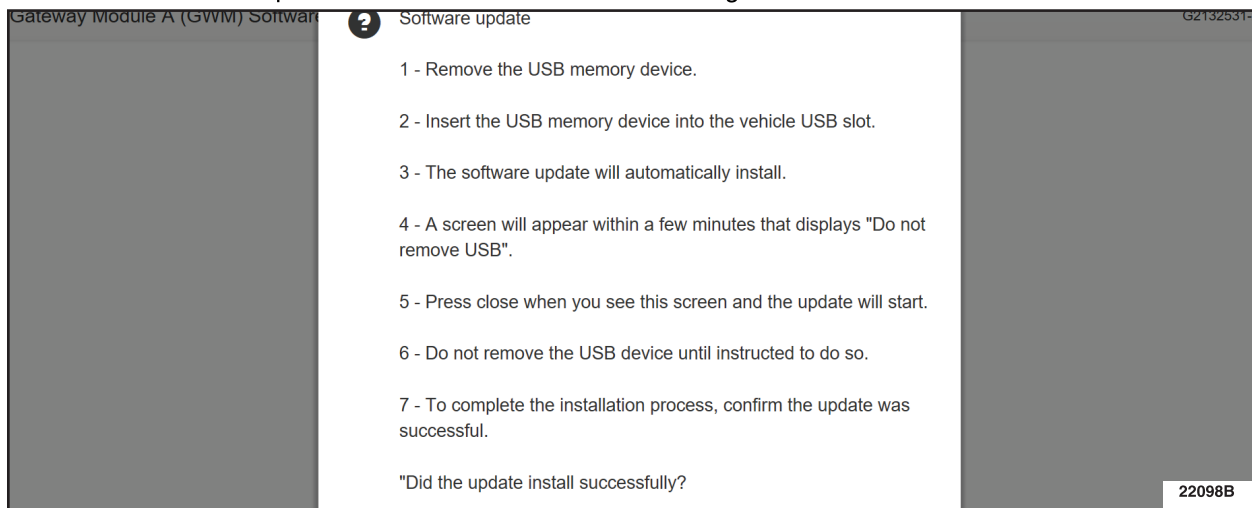 Gateway Module A (GWM) Software
G2132531-
? Software update
1 - Remove the USB memory device.
2 - Insert the USB memory device into the vehicle USB slot.
3 - The software update will automatically install.
4 - A screen will appear within a few minutes that displays "Do not
remove USB".
5 - Press close when you see this screen and the update will start.
6 - Do not remove the USB device until instructed to do so.
7 - To complete the installation process, confirm the update was
successful.
"Did the update install successfully?
22098B